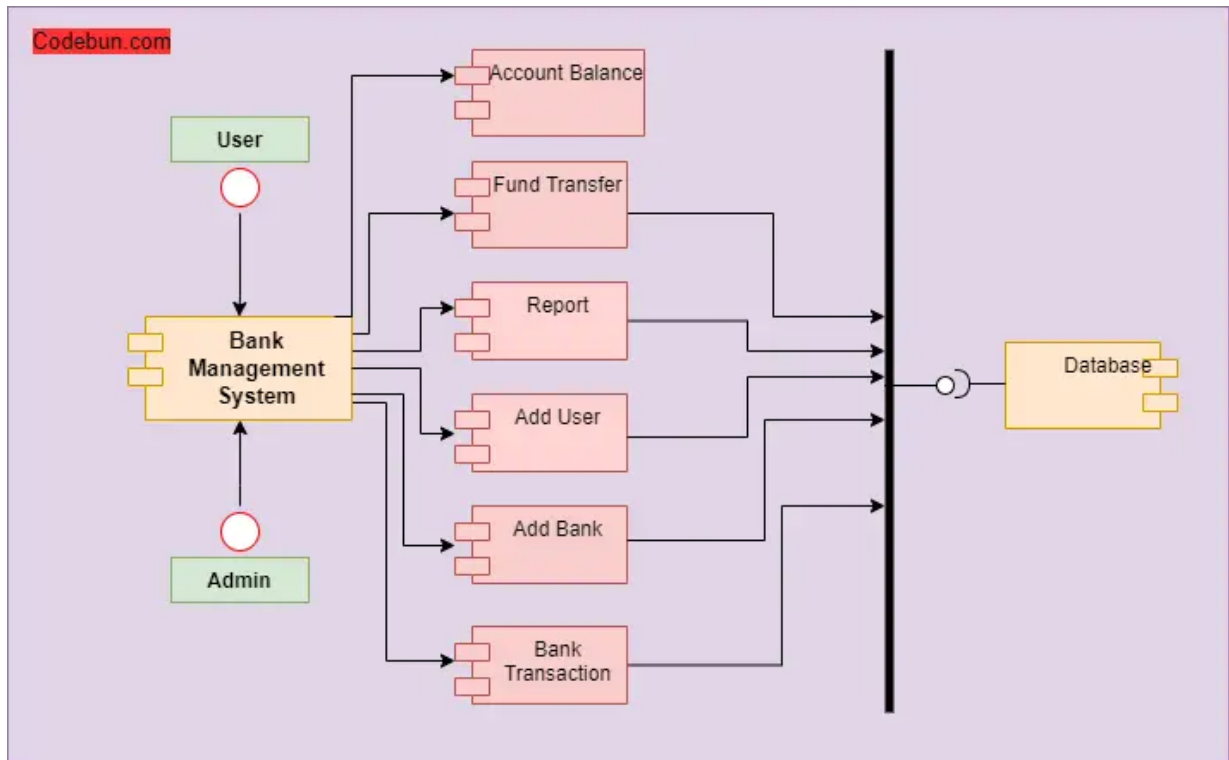 Codebun.com
Account Balance
User
Fund Transfer
Report
Bank
Management
System
Database
Add User
Add Bank
Admin
Bank
Transaction